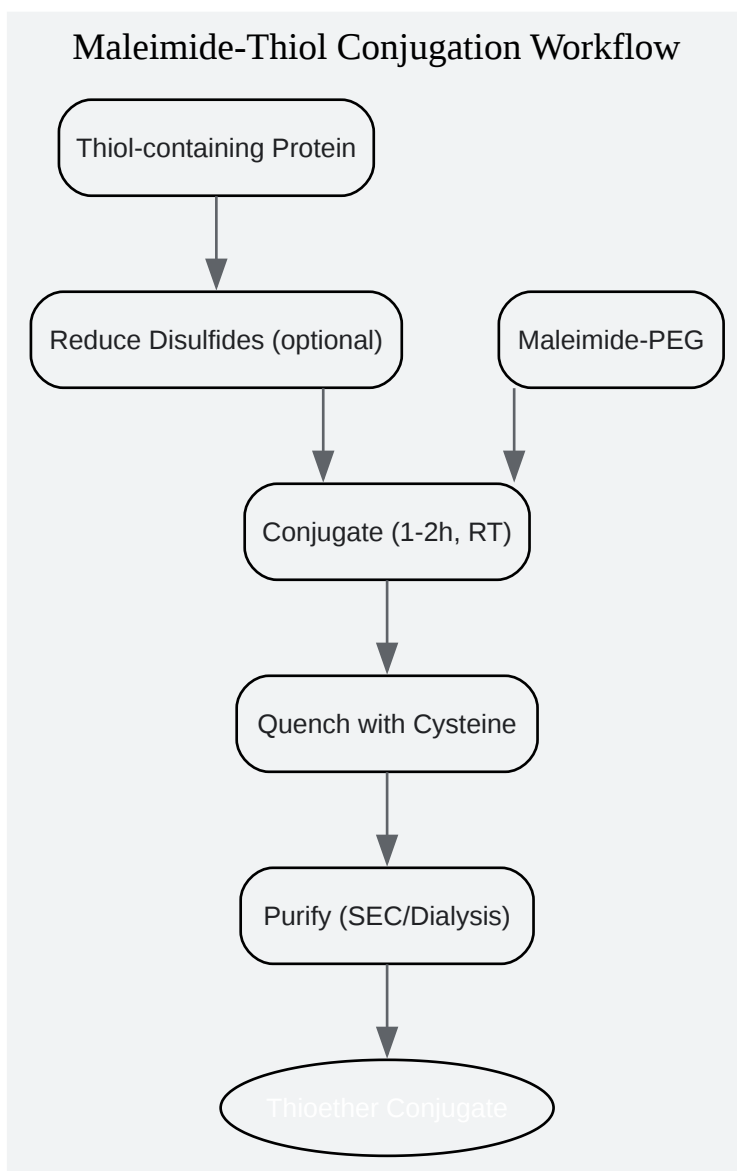 Maleimide-Thiol Conjugation Workflow
Thiol-containing Protein
Reduce Disulfides (optional)
Maleimide-PEG
Conjugate (1-2h, RT)
Quench with Cysteine
Purify (SEC/Dialysis)
Thioether Conjugate